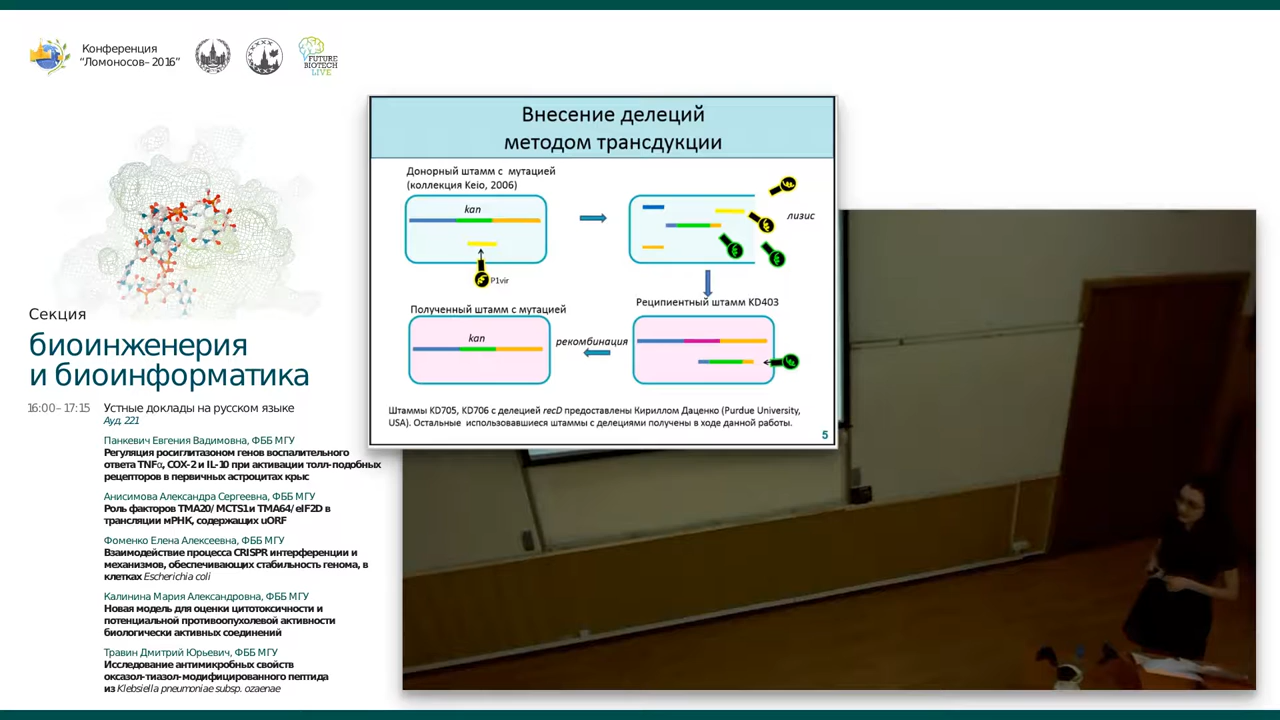 Конференция
“Ломоносов–2016”
FUTURE
BIOTECH
LIVE
Секция
биоинженерия
и биоинформатика
16:00–17:15 Устные доклады на русском языке
Ауд. 221
Панкевич Евгения Вадимовна, ФББ МГУ
Регуляция росиглитазоном генов воспалительного
ответа TNFα, COX-2 и IL-10 при активации толл-подобных
рецепторов в первичных астроцитах крыс
Анисимова Александра Сергеевна, ФББ МГУ
Роль факторов TMA20/MCTS1 и TMA64/eIF2D в
трансляции мРНК, содержащих uORF
Фоменко Елена Алексеевна, ФББ МГУ
Взаимодействие процесса CRISPR интерференции и
механизмов, обеспечивающих стабильность генома, в
клетках Escherichia coli
Калинина Мария Александровна, ФББ МГУ
Новая модель для оценки цитотоксичности и
потенциальной противоопухолевой активности
биологически активных соединений
Травин Дмитрий Юрьевич, ФББ МГУ
Исследование антимикробных свойств
оксазол-тиазол-модифицированного пептида
из Klebsiella pneumoniae subsp. ozaenae
Внесение делеций
методом трансдукции
Донорный штамм с мутацией
(коллекция Keio, 2006)
kan
P1vir
лизис
Реципиентный штамм KD403
рекомбинация
Полученный штамм с мутацией
kan
Штаммы KD705, KD706 с делецией recD предоставлены Кириллом Даценко (Purdue University,
USA). Остальные использовавшиеся штаммы с делециями получены в ходе данной работы.
5